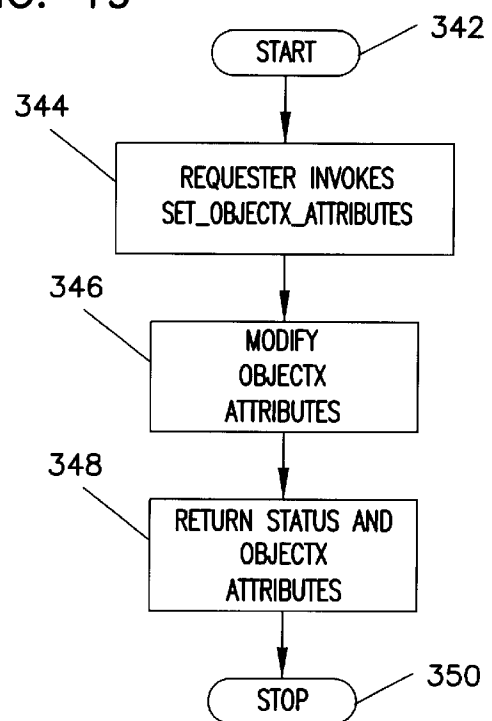 342
START
344
REQUESTER INVOKES
SET_OBJECTX_ATTRIBUTES
346
MODIFY
OBJECTX
ATTRIBUTES
348
RETURN STATUS AND
OBJECTX
ATTRIBUTES
350
STOP